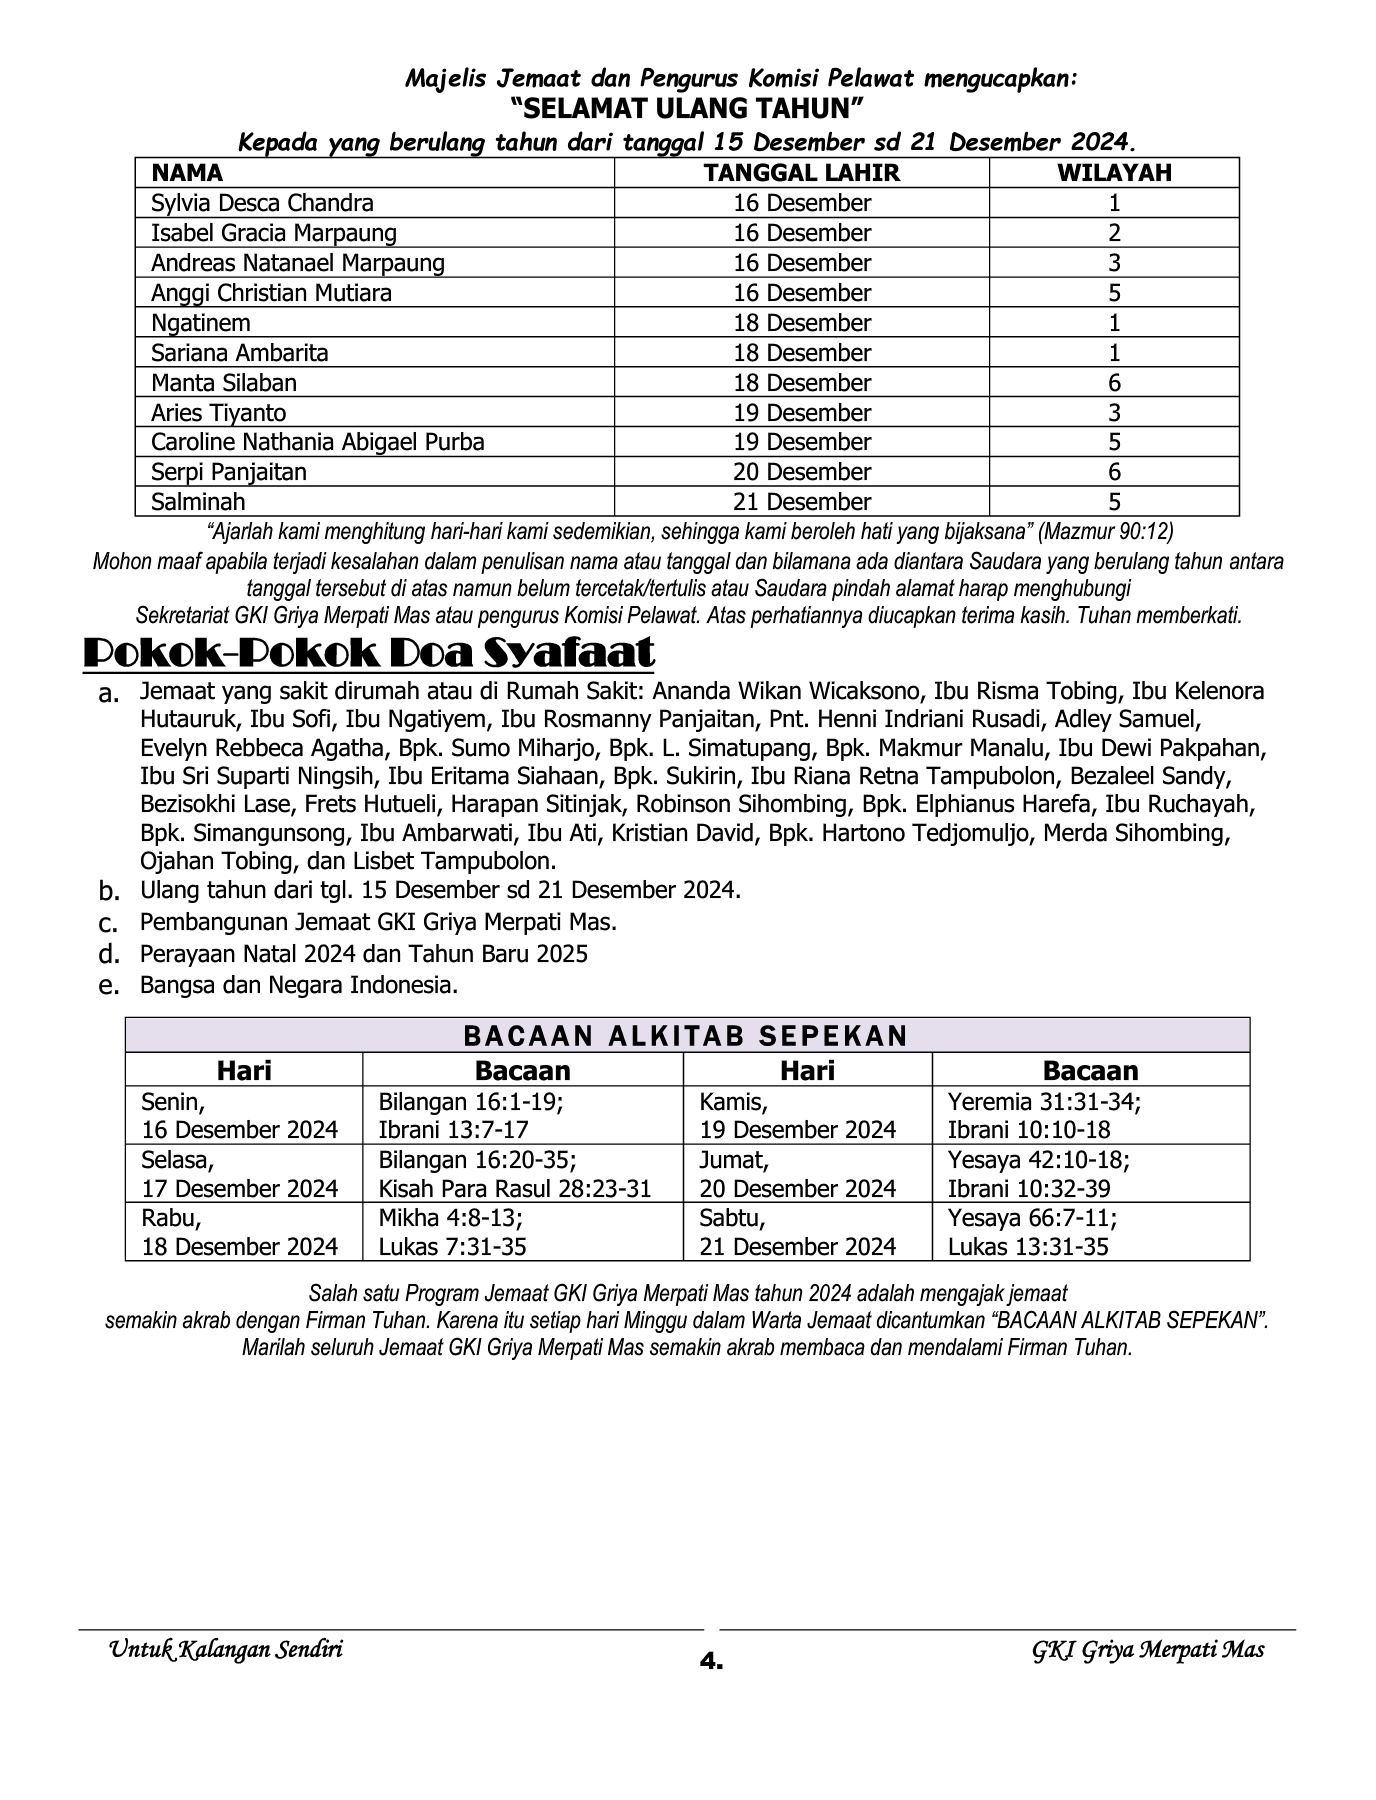 Majelis Jemaat dan Pengurus Komisi Pelawat mengucapkan:
“SELAMAT ULANG TAHUN”
Kepada yang berulang tahun dari tanggal 15 Desember sd 21 Desember 2024.
NAMA TANGGAL LAHIR WILAYAH
Sylvia Desca Chandra 16 Desember 1
Isabel Gracia Marpaung 16 Desember 2
Andreas Natanael Marpaung 16 Desember 3
Anggi Christian Mutiara 16 Desember 5
Ngatinem 18 Desember 1
Sariana Ambarita 18 Desember 1
Manta Silaban 18 Desember 6
Aries Tiyanto 19 Desember 3
Caroline Nathania Abigael Purba 19 Desember 5
Serpi Panjaitan 20 Desember 6
Salminah 21 Desember 5
“Ajarlah kami menghitung hari-hari kami sedemikian, sehingga kami beroleh hati yang bijaksana” (Mazmur 90:12)
Mohon maaf apabila terjadi kesalahan dalam penulisan nama atau tanggal dan bilamana ada diantara Saudara yang berulang tahun antara
tanggal tersebut di atas namun belum tercetak/tertulis atau Saudara pindah alamat harap menghubungi
Sekretariat GKI Griya Merpati Mas atau pengurus Komisi Pelawat. Atas perhatiannya diucapkan terima kasih. Tuhan memberkati.
Pokok-Pokok Doa Syafaat
a. Jemaat yang sakit dirumah atau di Rumah Sakit: Ananda Wikan Wicaksono, Ibu Risma Tobing, Ibu Kelenora
Hutauruk, Ibu Sofi, Ibu Ngatiyem, Ibu Rosmanny Panjaitan, Pnt. Henni Indriani Rusadi, Adley Samuel,
Evelyn Rebbeca Agatha, Bpk. Sumo Miharjo, Bpk. L. Simatupang, Bpk. Makmur Manalu, Ibu Dewi Pakpahan,
Ibu Sri Suparti Ningsih, Ibu Eritama Siahaan, Bpk. Sukirin, Ibu Riana Retna Tampubolon, Bezaleel Sandy,
Bezisokhi Lase, Frets Hutueli, Harapan Sitinjak, Robinson Sihombing, Bpk. Elphianus Harefa, Ibu Ruchayah,
Bpk. Simangunsong, Ibu Ambarwati, Ibu Ati, Kristian David, Bpk. Hartono Tedjomuljo, Merda Sihombing,
Ojahan Tobing, dan Lisbet Tampubolon.
b. Ulang tahun dari tgl. 15 Desember sd 21 Desember 2024.
c. Pembangunan Jemaat GKI Griya Merpati Mas.
d. Perayaan Natal 2024 dan Tahun Baru 2025
e. Bangsa dan Negara Indonesia.
BACAAN ALKITAB SEPEKAN
Hari Bacaan Hari Bacaan
Senin, Bilangan 16:1-19; Kamis, Yeremia 31:31-34;
16 Desember 2024 Ibrani 13:7-17 19 Desember 2024 Ibrani 10:10-18
Selasa, Bilangan 16:20-35; Jumat, Yesaya 42:10-18;
17 Desember 2024 Kisah Para Rasul 28:23-31 20 Desember 2024 Ibrani 10:32-39
Rabu, Mikha 4:8-13; Sabtu, Yesaya 66:7-11;
18 Desember 2024 Lukas 7:31-35 21 Desember 2024 Lukas 13:31-35
Salah satu Program Jemaat GKI Griya Merpati Mas tahun 2024 adalah mengajak jemaat
semakin akrab dengan Firman Tuhan. Karena itu setiap hari Minggu dalam Warta Jemaat dicantumkan “BACAAN ALKITAB SEPEKAN”.
Marilah seluruh Jemaat GKI Griya Merpati Mas semakin akrab membaca dan mendalami Firman Tuhan.
Untuk Kalangan Sendiri GKI Griya Merpati Mas
4.